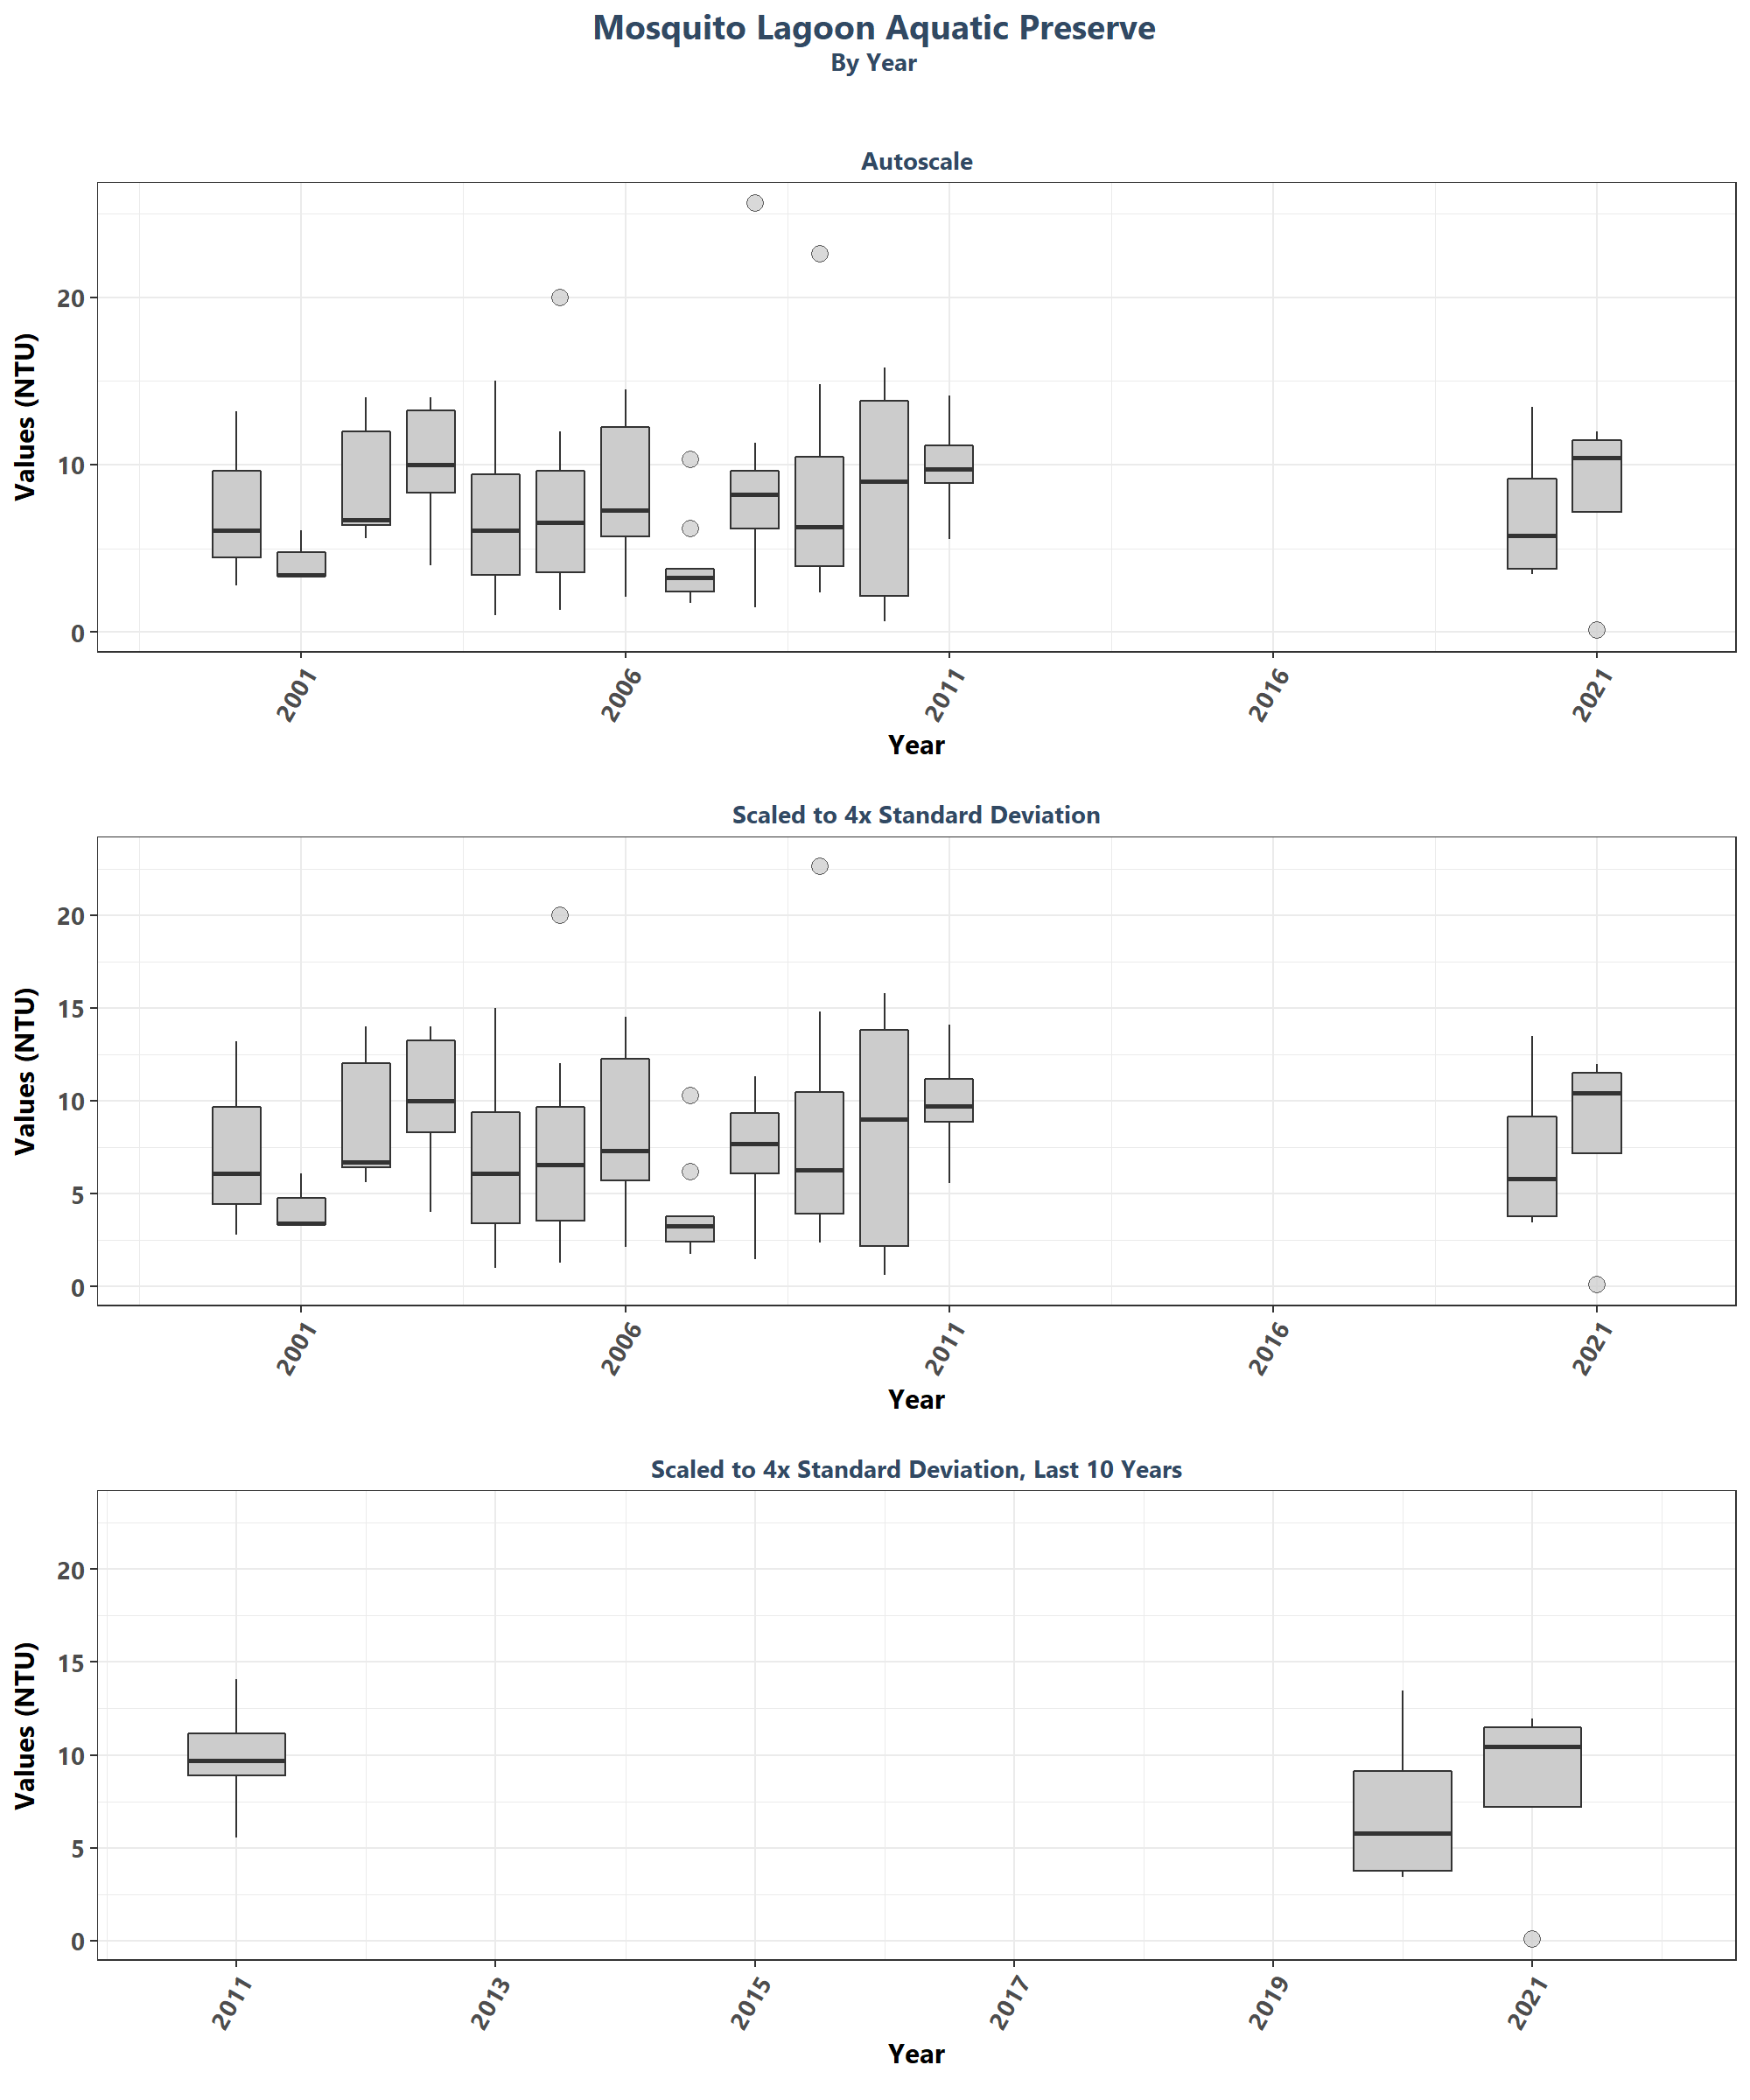 Mosquito Lagoon Aquatic Preserve
By Year
Autoscale
Values (NTU)
20
10
0
2001 2006 2011 2016 2021
Year
Scaled to 4x Standard Deviation
Values (NTU)
20
15
10
5
0
2001 2006 2011 2016 2021
Year
Scaled to 4x Standard Deviation, Last 10 Years
Values (NTU)
20
15
10
5
0
2011 2013 2015 2017 2019 2021
Year